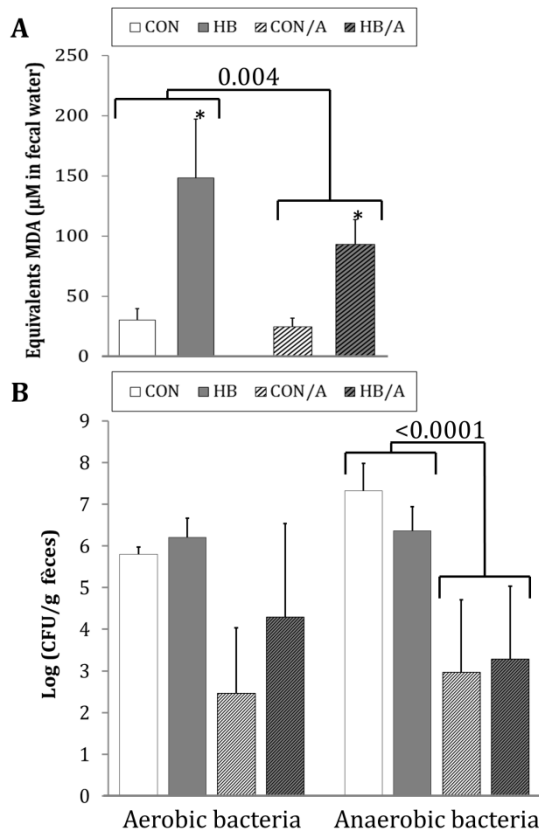 A
CON HB CON/A HB/A
Equivalents MDA (µM in fecal water)
250
200
150
100
50
0
0.004
*
*
B
CON HB CON/A HB/A
Log (CFU/g fèces)
9
8
7
6
5
4
3
2
1
0
<0.0001
Aerobic bacteria Anaerobic bacteria